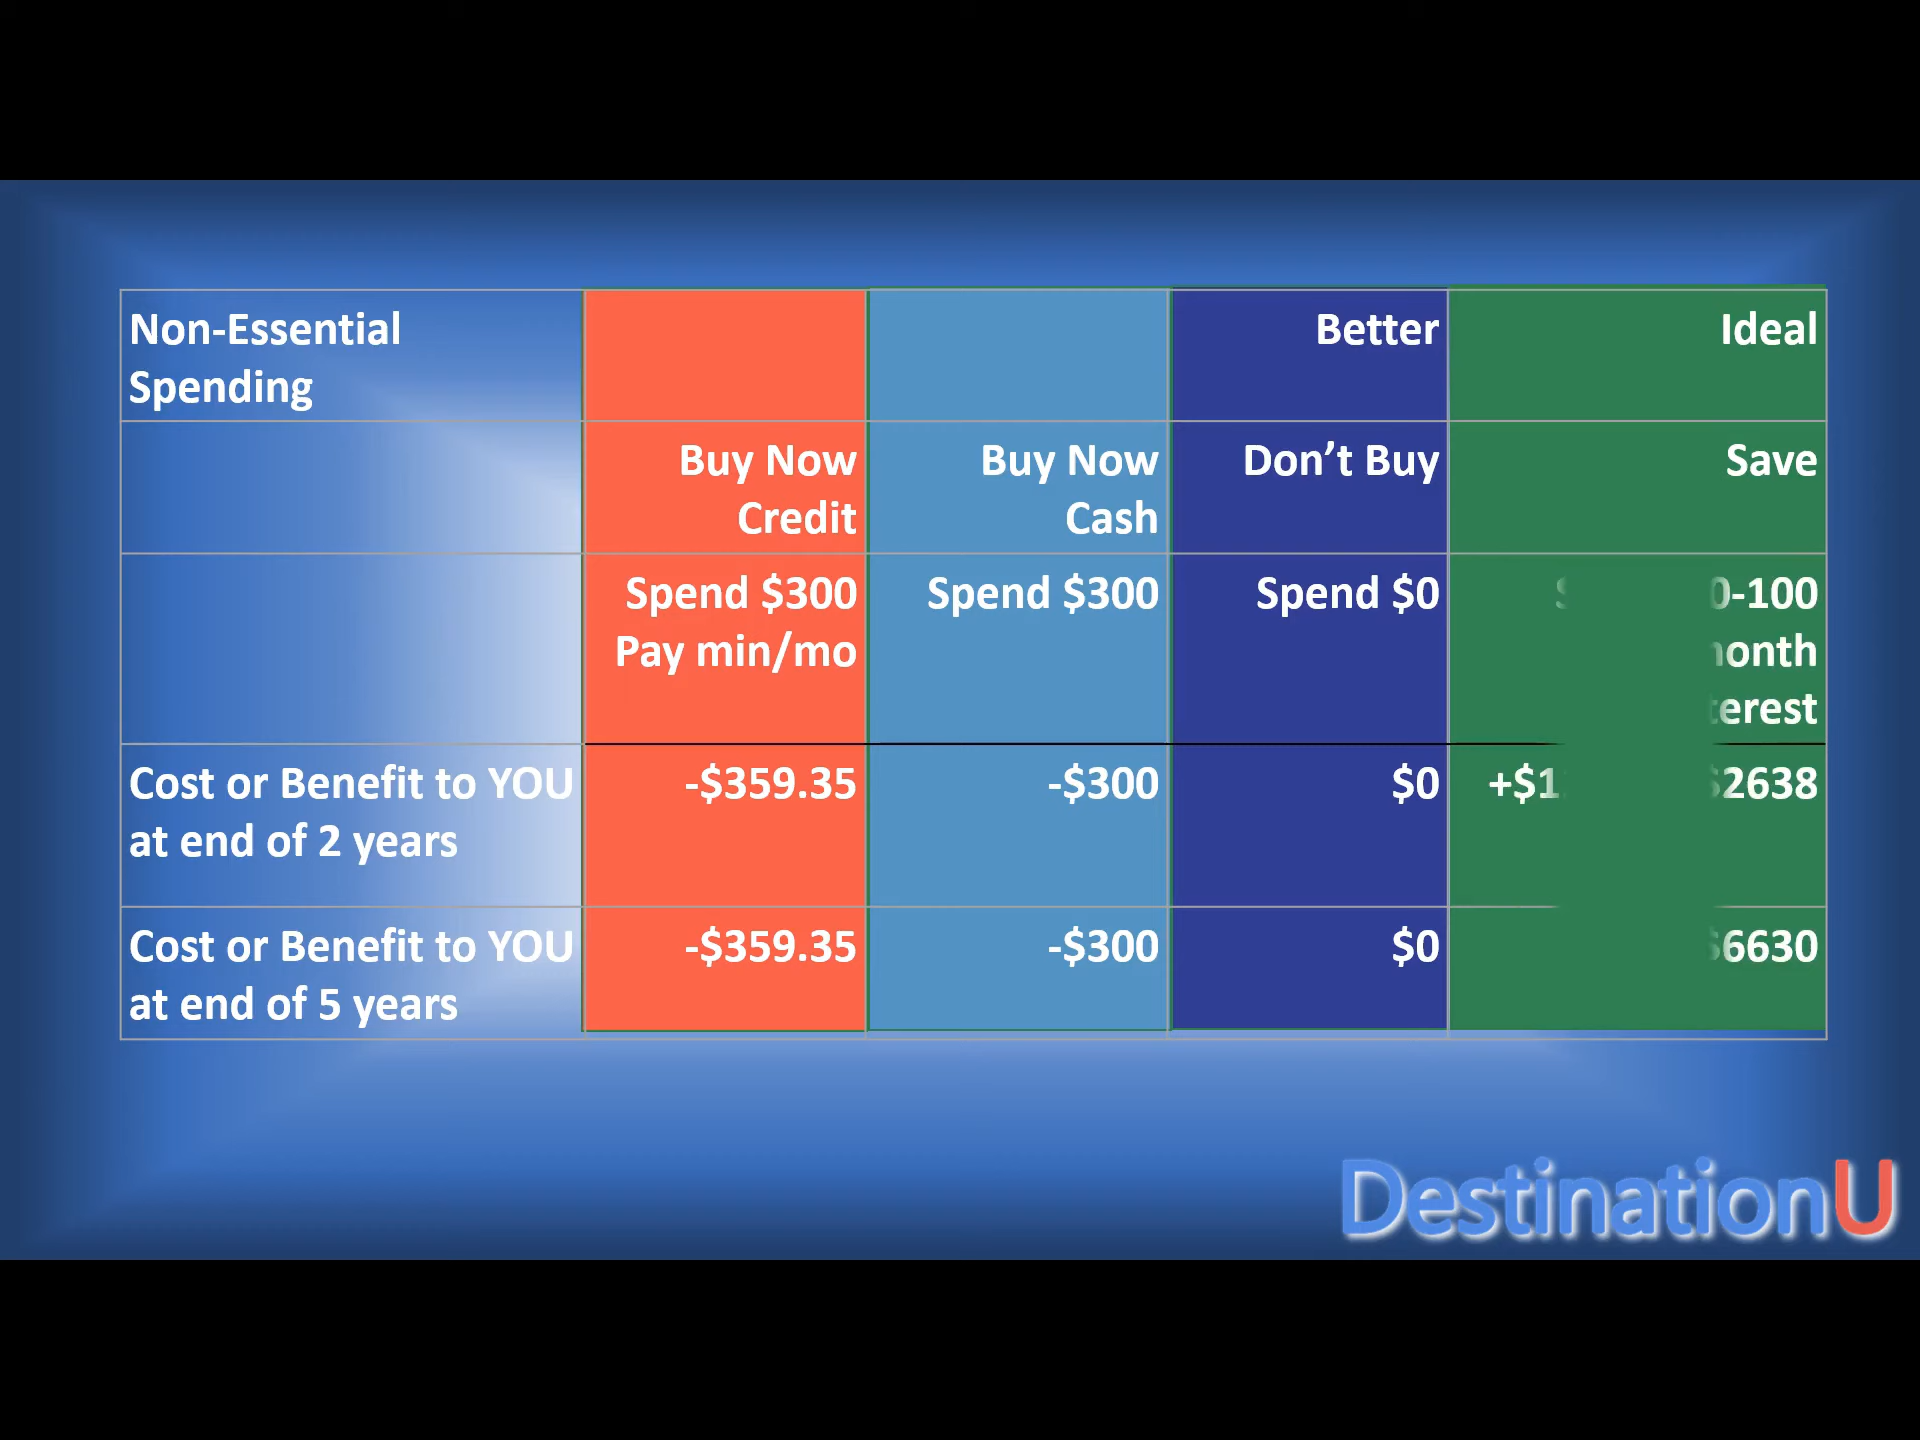 Non-Essential
Spending
Better
Ideal
Buy Now
Credit
Buy Now
Cash
Don’t Buy
Save
Spend $300
Pay min/mo
Spend $300
Spend $0
Cost or Benefit to YOU
at end of 2 years
-$359.35
-$300
$0
$2638
Cost or Benefit to YOU
at end of 5 years
-$359.35
-$300
$0
$6630
DestinationU